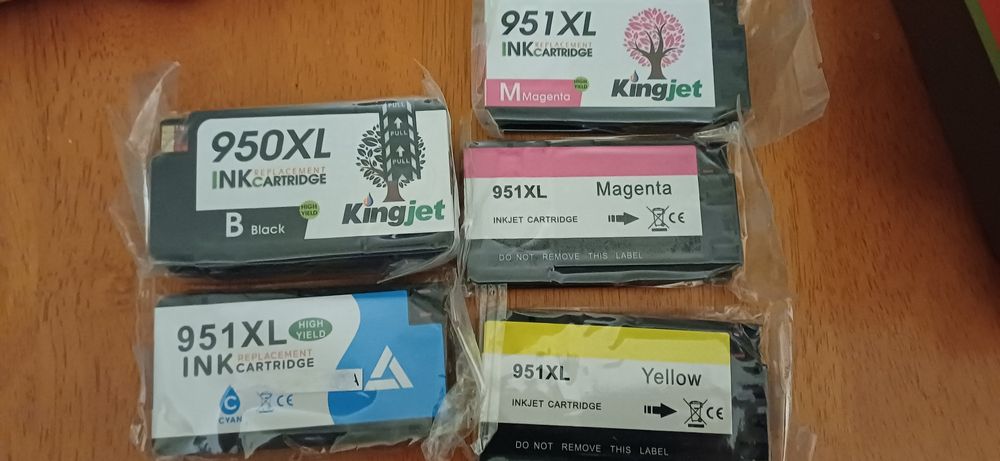 951XL
INK REPLACEMENT CARTRIDGE
M Magenta
HIGH YIELD
Kingjet
950XL
INK REPLACEMENT CARTRIDGE
PULL
PULL
B Black
HIGH YIELD
Kingjet
951XL Magenta
INKJET CARTRIDGE
CE
DO NOT REMOVE THIS LABEL
951XL
HIGH YIELD
INK REPLACEMENT CARTRIDGE
A
C
CE
CYAN
951XL Yellow
INKJET CARTRIDGE
CE
DO NOT REMOVE THIS LABEL